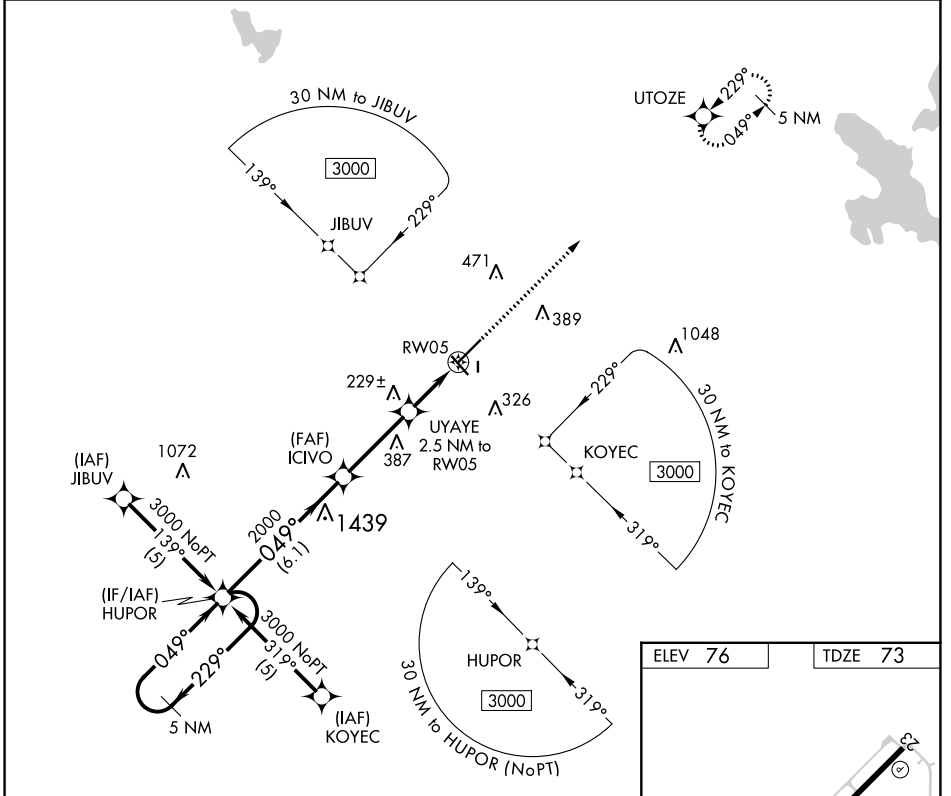 30 NM to JIBUV
3000
139°
229°
JIBUV
UTOZE
229°
049°
5 NM
471
389
RW05
1048
229±
326
UYAYE
2.5 NM to
RW05
387
(FAF)
ICIVO
1439
229°
KOYEC
3000
319°
30 NM to KOYEC
1072
(IAF)
JIBUV
3000 NoPT
139°
(5)
2000
049°
(6.1)
(IF/IAF)
HUPOR
3000 NoPT
319°
(5)
049°
229°
5 NM
(IAF)
KOYEC
139°
HUPOR
3000
319°
30 NM to HUPOR (NoPT)
ELEV 76
TDZE 73
23
P